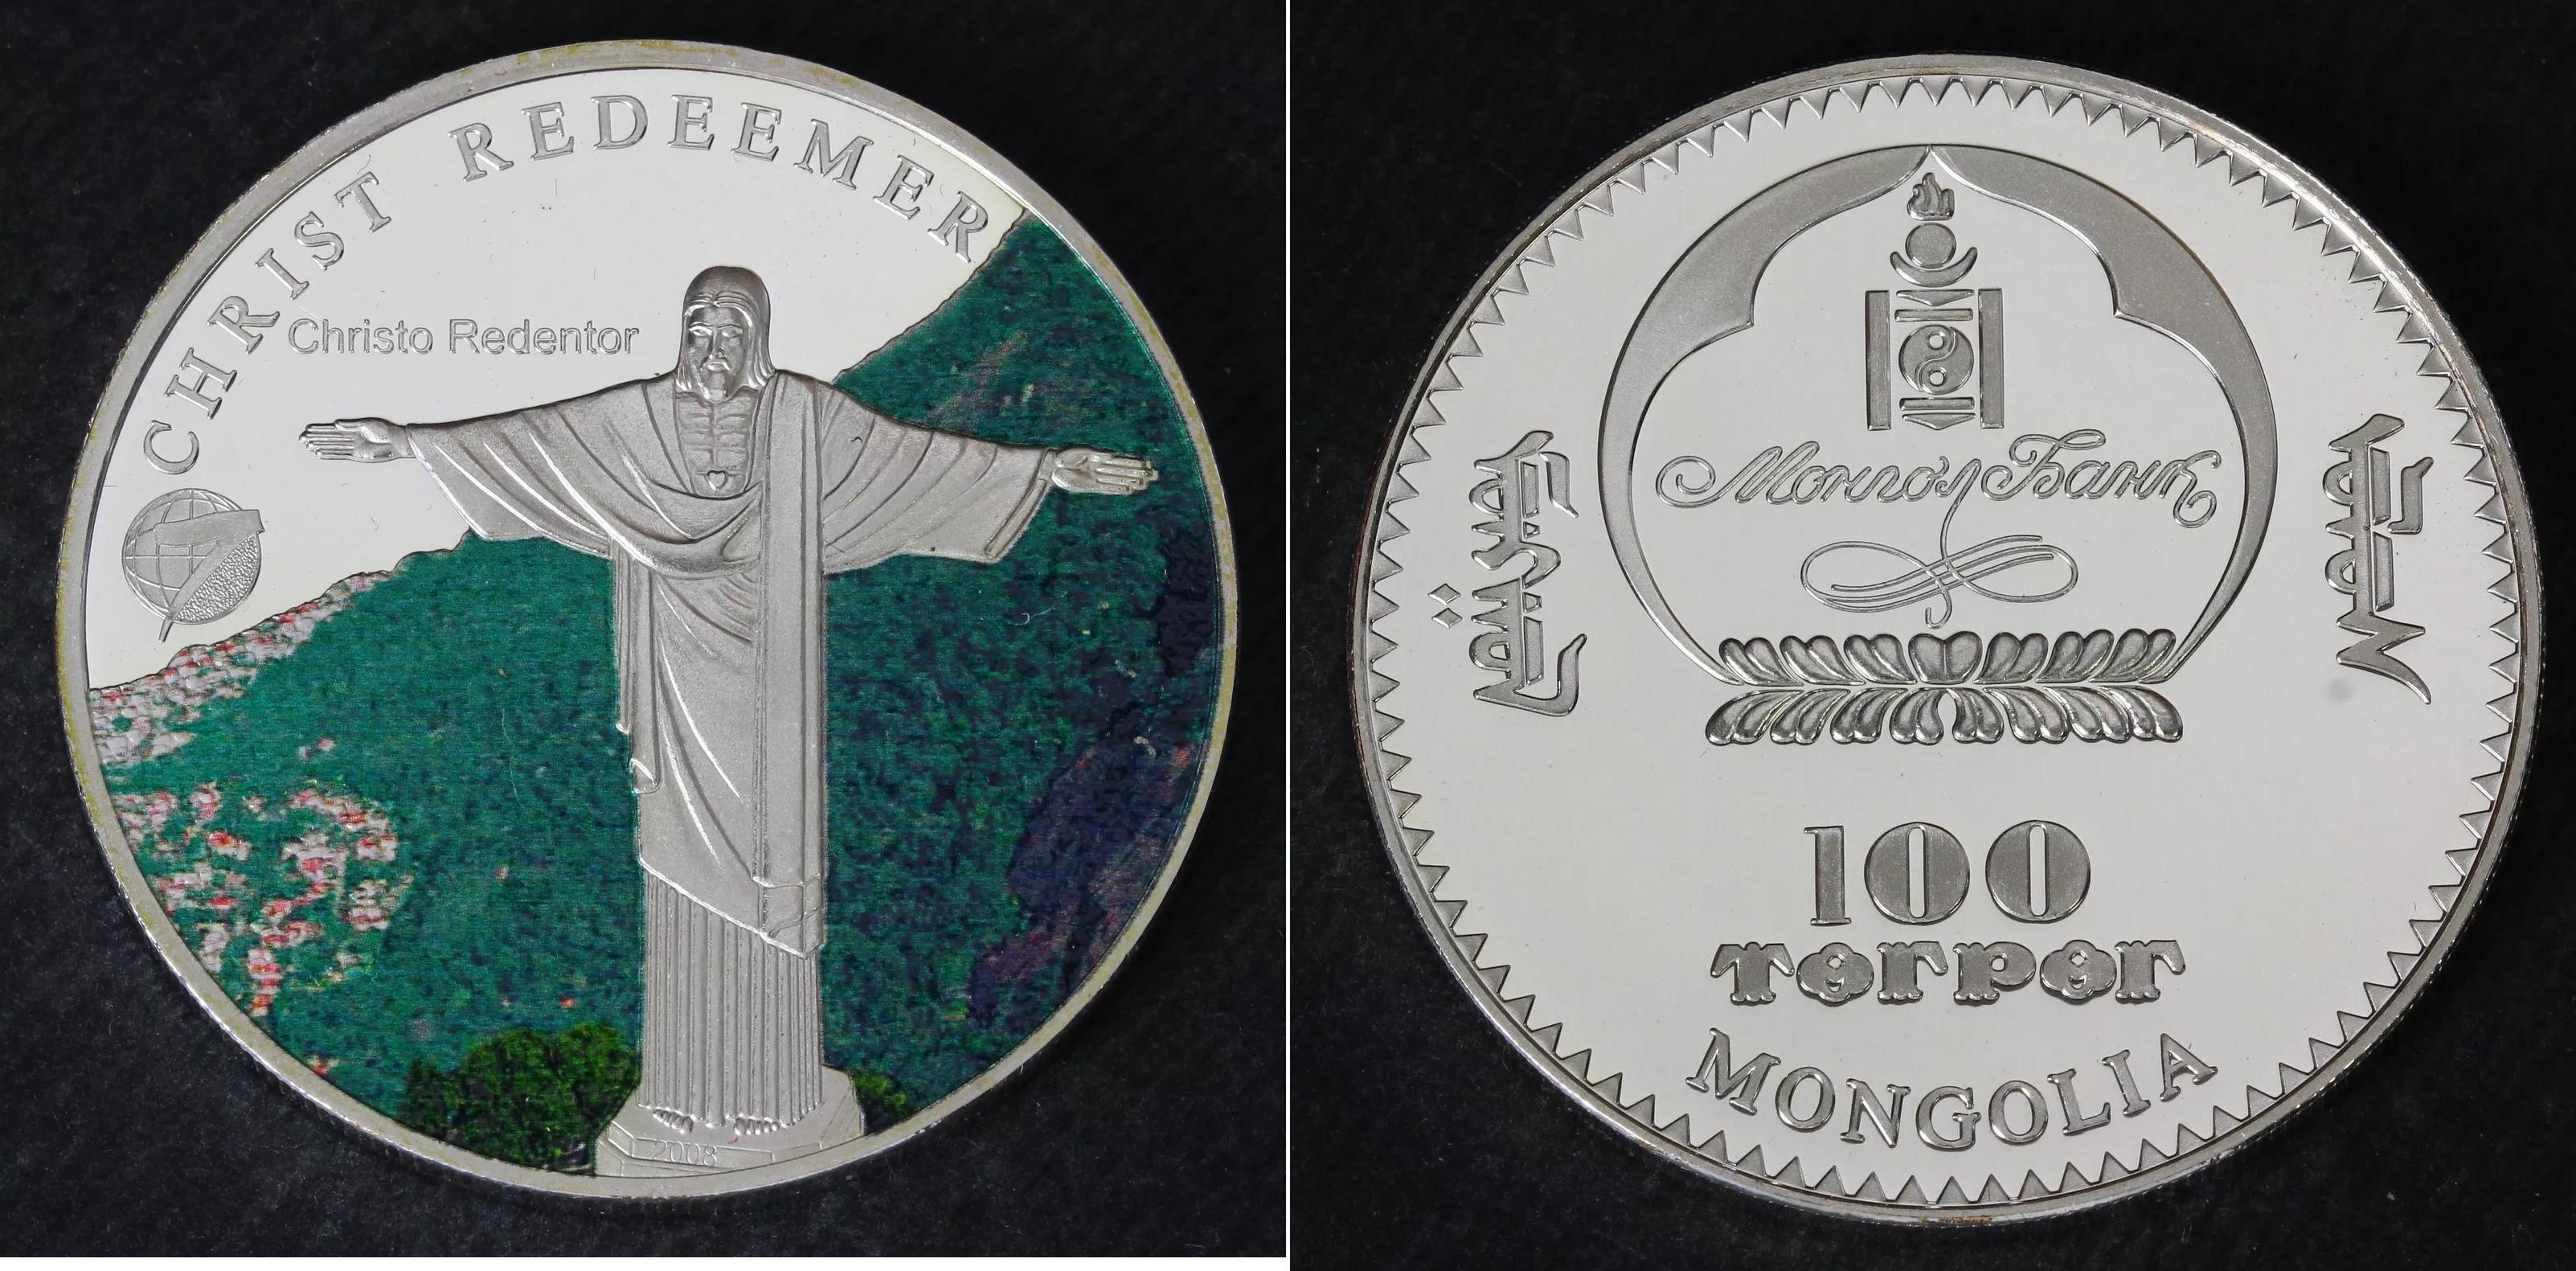 CHRIST REDEEMER
Christo Redentor
2008
Монгол Банк
100
төгрөг
MONGOLIA